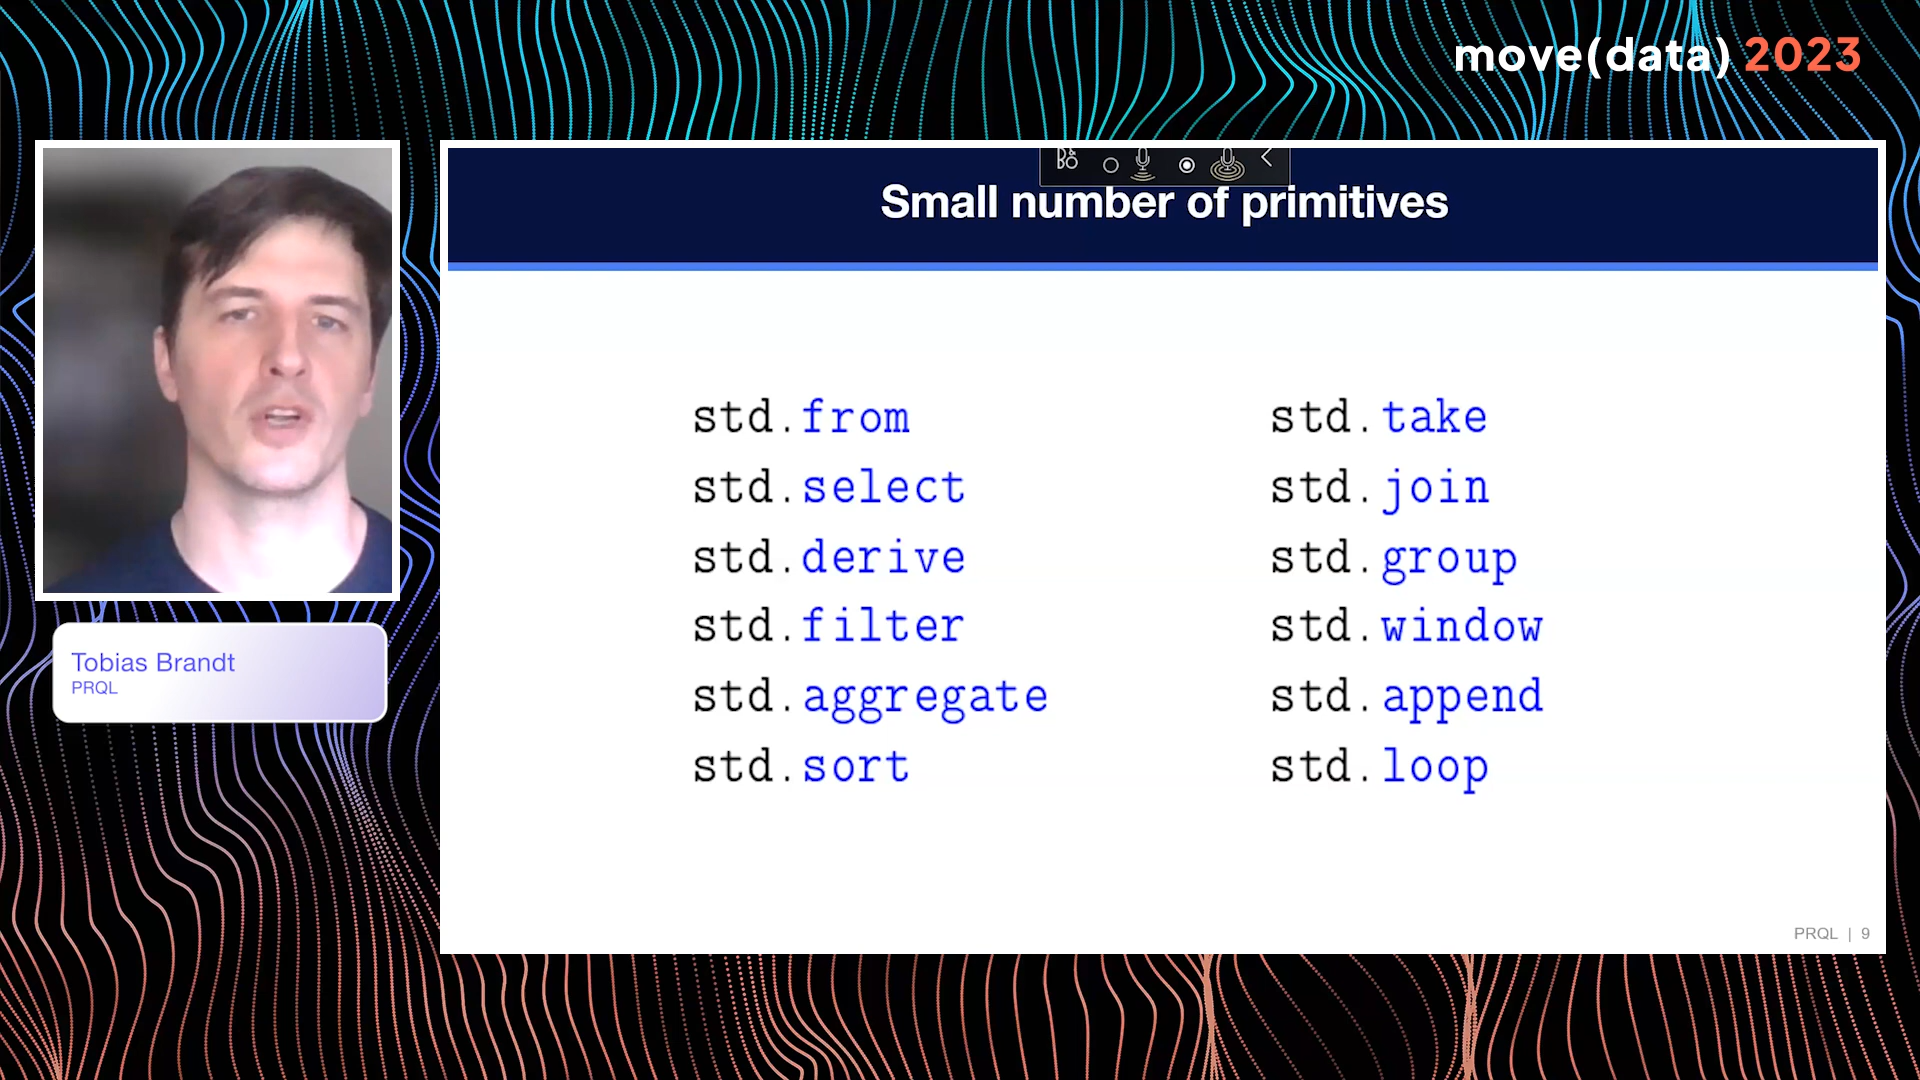 move(data) 2023
Small number of primitives
std.from
std.select
std.derive
std.filter
std.aggregate
std.sort
std.take
std.join
std.group
std.window
std.append
std.loop
Tobias Brandt
PRQL
PRQL | 9